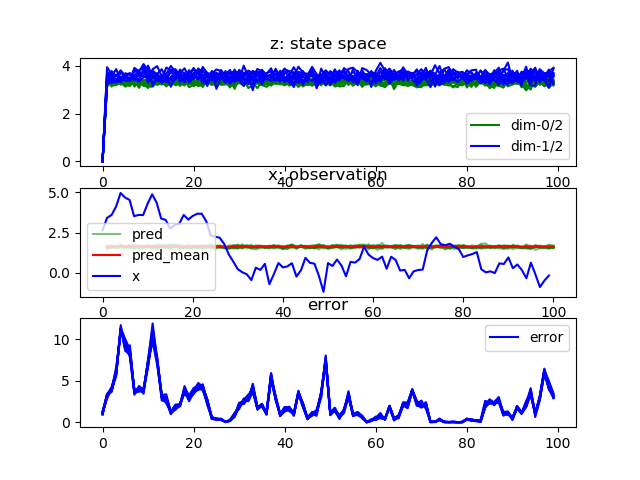 z: state space
4
2
0
dim-0/2
dim-1/2
0 20 40 60 80 100
x: observation
5.0
2.5
0.0
pred
pred_mean
x
0 20 40 60 80 100
error
10
5
0
error
0 20 40 60 80 100